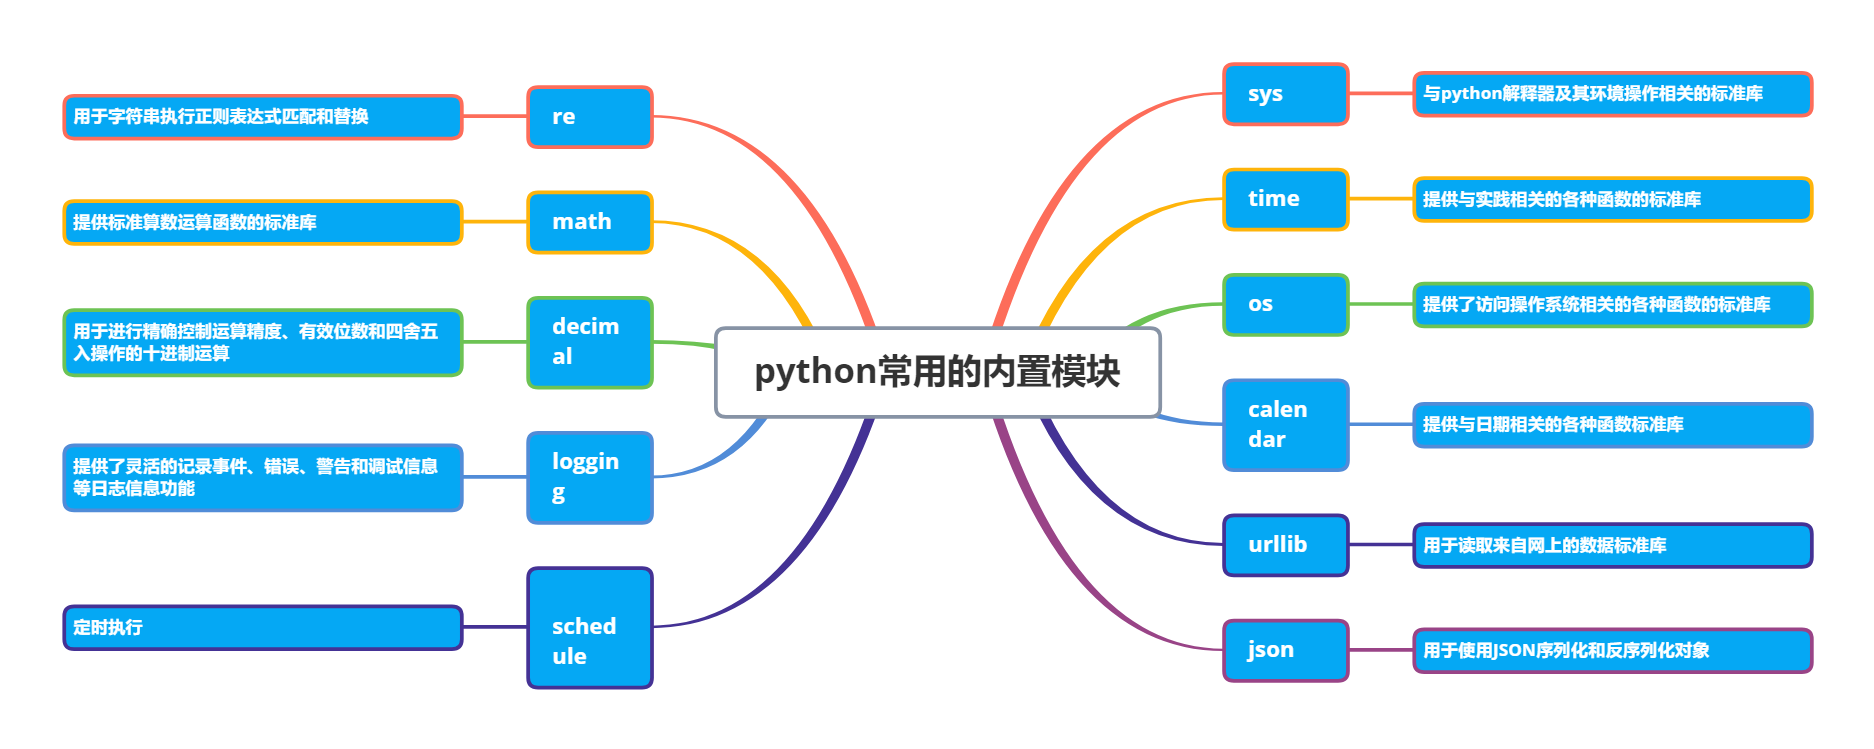 python常用的内置模块
sys
与python解释器及其环境操作相关的标准库
time
提供与实践相关的各种函数的标准库
os
提供了访问操作系统相关的各种函数的标准库
calen
dar
提供与日期相关的各种函数标准库
urllib
用于读取来自网上的数据标准库
json
用于使用JSON序列化和反序列化对象
re
用于字符串执行正则表达式匹配和替换
math
提供标准算数运算函数的标准库
decim
al
用于进行精确控制运算精度、有效位数和四舍五
入操作的十进制运算
loggin
g
提供了灵活的记录事件、错误、警告和调试信息
等日志信息功能
sched
ule
定时执行